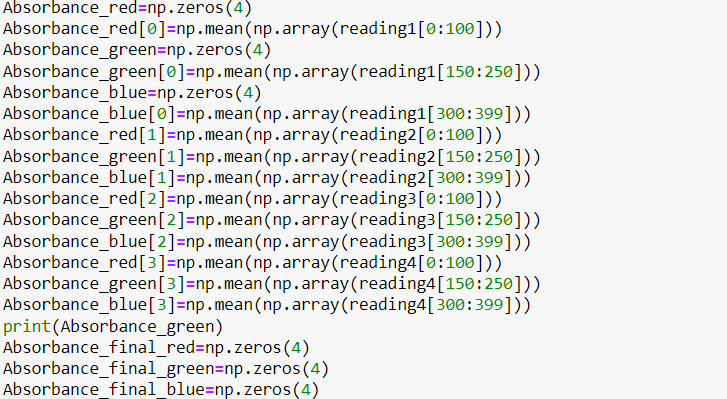 Absorbance_red=np.zeros(4)
Absorbance_red[0]=np.mean(np.array(reading1[0:100]))
Absorbance_green=np.zeros(4)
Absorbance_green[0]=np.mean(np.array(reading1[150:250]))
Absorbance_blue=np.zeros(4)
Absorbance_blue[0]=np.mean(np.array(reading1[300:399]))
Absorbance_red[1]=np.mean(np.array(reading2[0:100]))
Absorbance_green[1]=np.mean(np.array(reading2[150:250]))
Absorbance_blue[1]=np.mean(np.array(reading2[300:399]))
Absorbance_red[2]=np.mean(np.array(reading3[0:100]))
Absorbance_green[2]=np.mean(np.array(reading3[150:250]))
Absorbance_blue[2]=np.mean(np.array(reading3[300:399]))
Absorbance_red[3]=np.mean(np.array(reading4[0:100]))
Absorbance_green[3]=np.mean(np.array(reading4[150:250]))
Absorbance_blue[3]=np.mean(np.array(reading4[300:399]))
print(Absorbance_green)
Absorbance_final_red=np.zeros(4)
Absorbance_final_green=np.zeros(4)
Absorbance_final_blue=np.zeros(4)